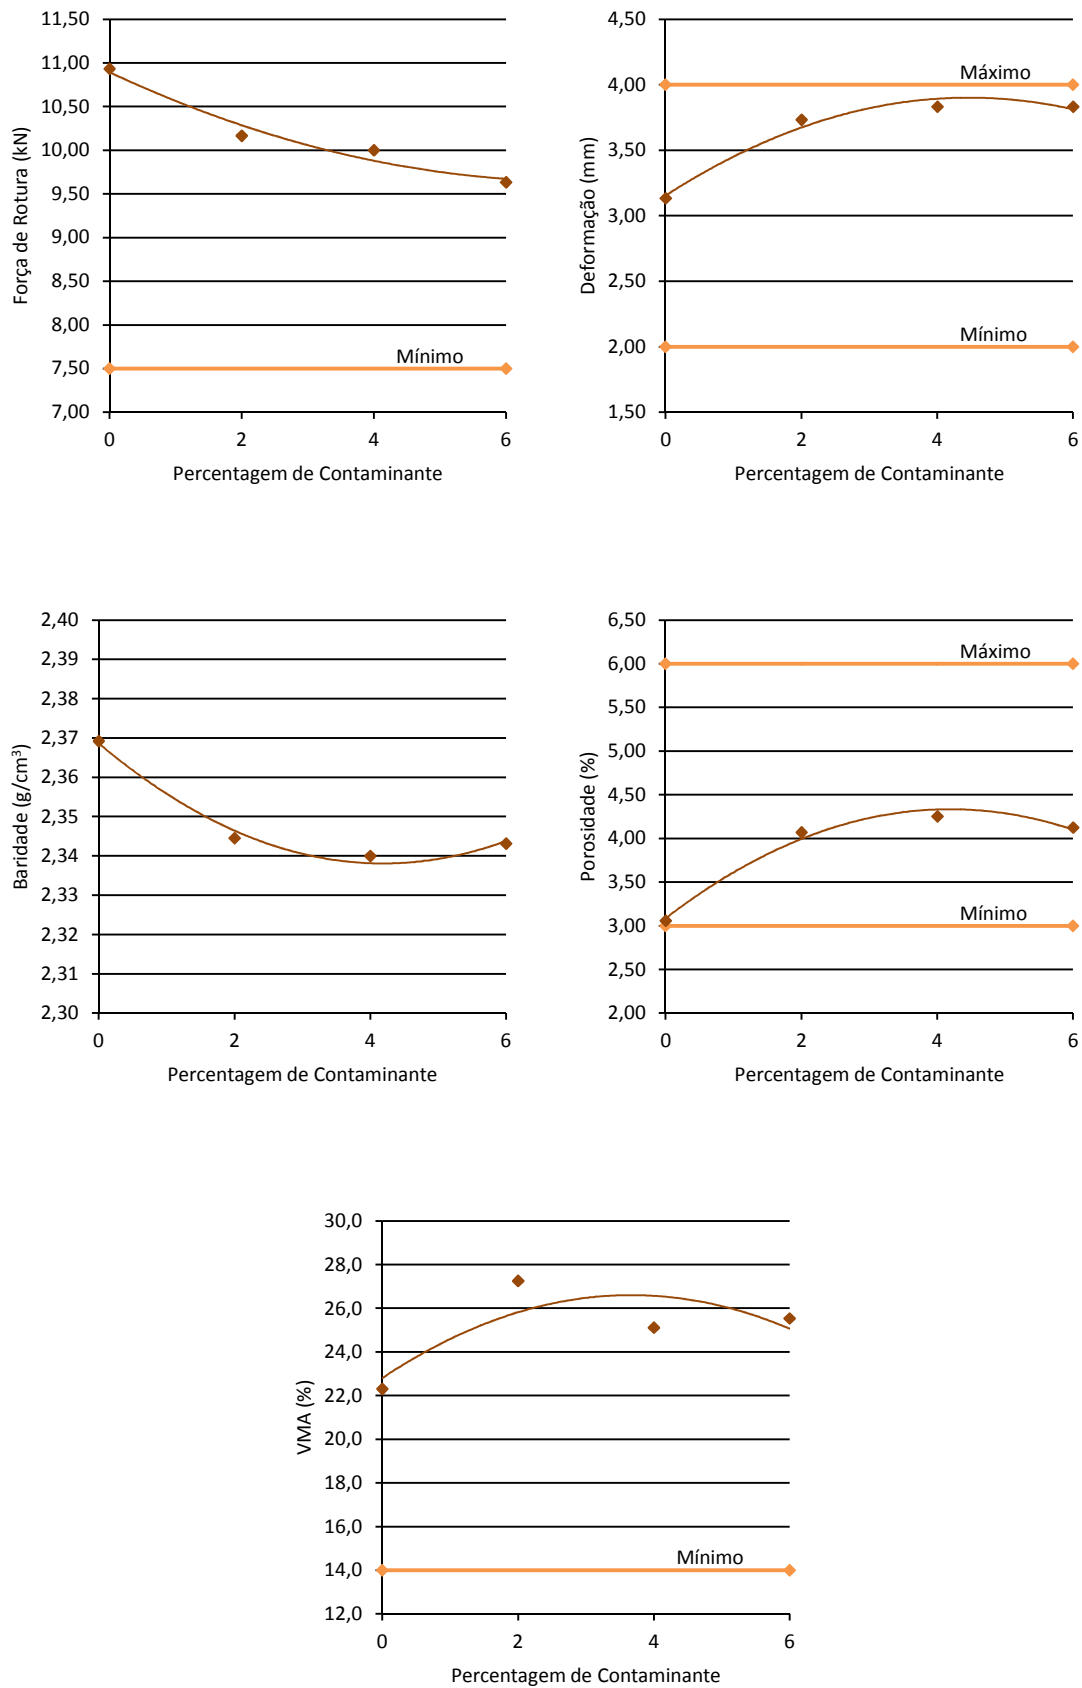 11,50
11,00
10,50
10,00
9,50
9,00
8,50
8,00
7,50
7,00
Força de Rotura (kN)
Mínimo
0 2 4 6
Percentagem de Contaminante
4,50
4,00
3,50
3,00
2,50
2,00
1,50
Deformação (mm)
Máximo
Mínimo
0 2 4 6
Percentagem de Contaminante
2,40
2,39
2,38
2,37
2,36
2,35
2,34
2,33
2,32
2,31
2,30
Baridade (g/cm³)
0 2 4 6
Percentagem de Contaminante
6,50
6,00
5,50
5,00
4,50
4,00
3,50
3,00
2,50
2,00
Porosidade (%)
Máximo
Mínimo
0 2 4 6
Percentagem de Contaminante
30,0
28,0
26,0
24,0
22,0
20,0
18,0
16,0
14,0
12,0
VMA (%)
Mínimo
0 2 4 6
Percentagem de Contaminante